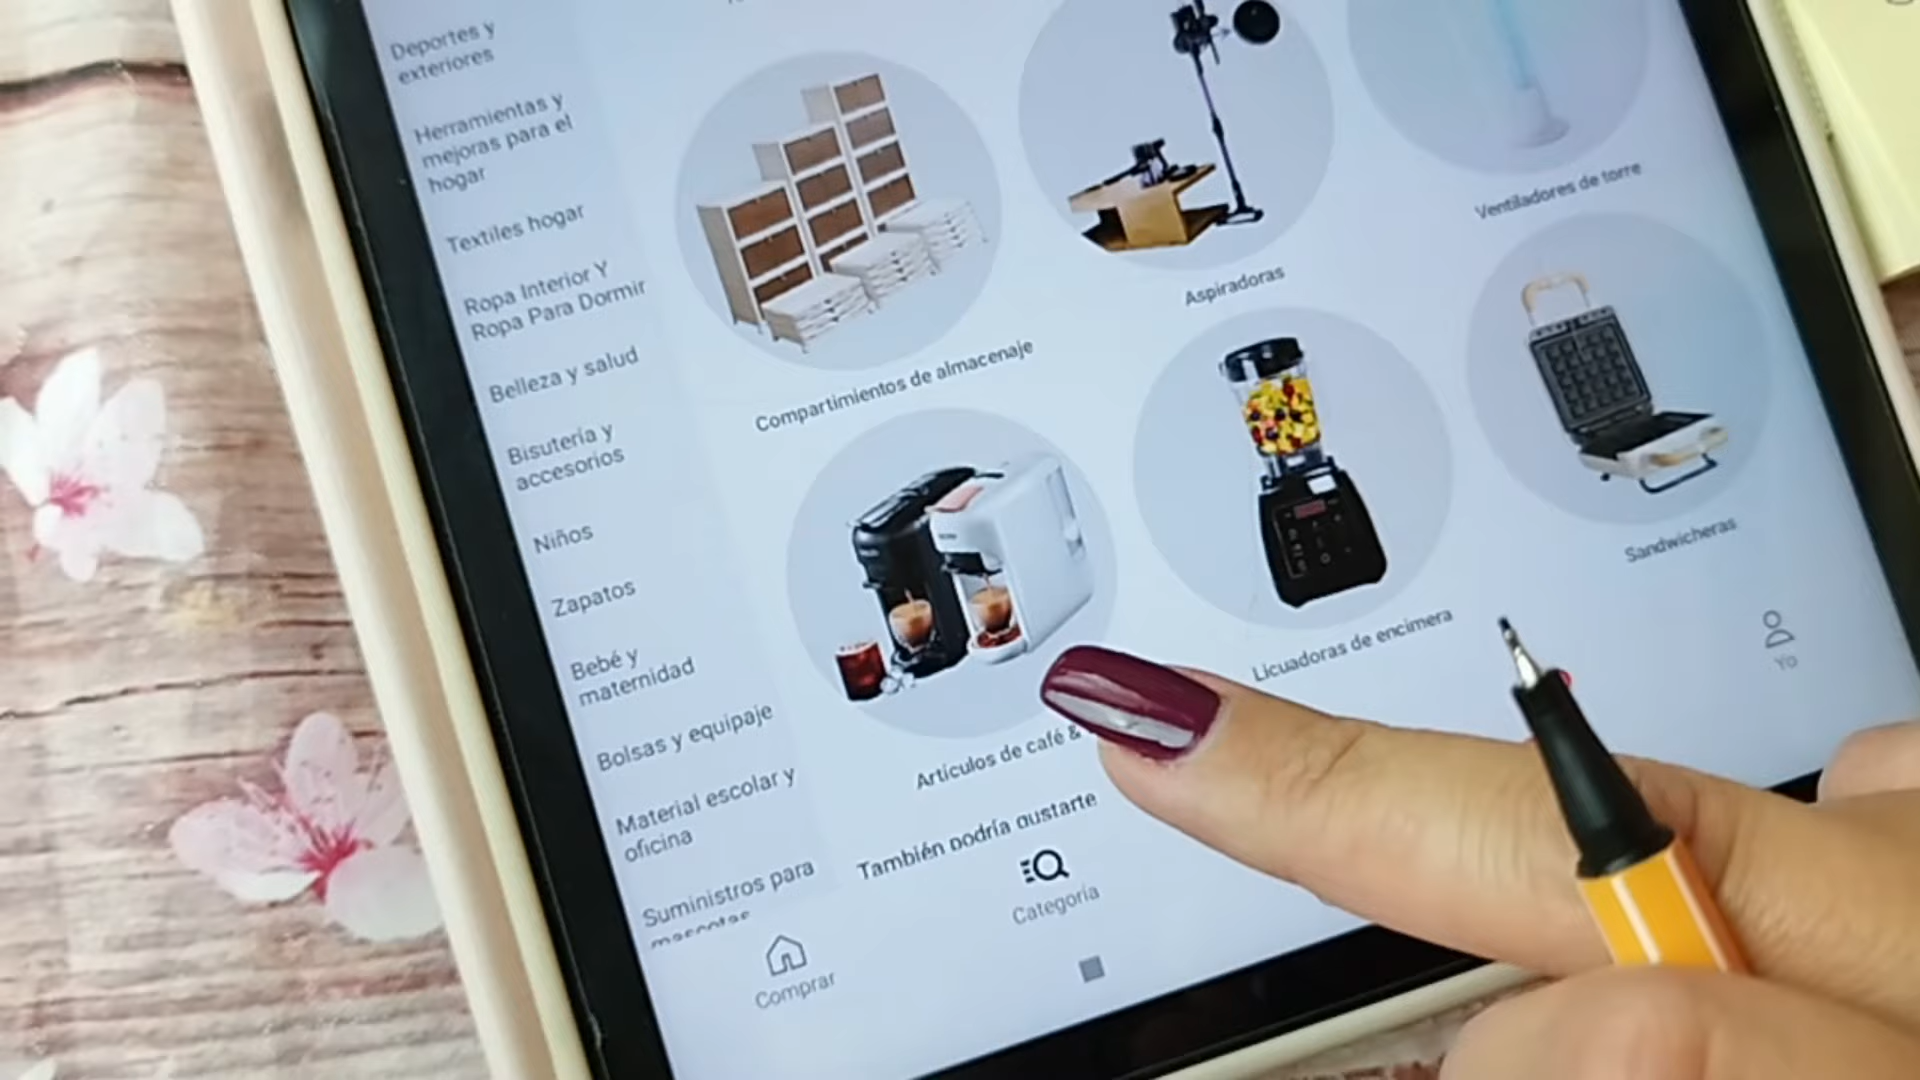 Deportes y
exteriores
Herramientas y
mejoras para el
hogar
Textiles hogar
Ropa Interior Y
Ropa Para Dormir
Belleza y salud
Bisutería y
accesorios
Niños
Zapatos
Bebé y
maternidad
Bolsas y equipaje
Material escolar y
oficina
Suministros para
mascotas
Compartimientos de almacenaje
Aspiradoras
Ventiladores de torre
Artículos de café &
Licuadoras de encimera
Sandwicheras
También podría gustarte
Comprar
Categoría
Yo